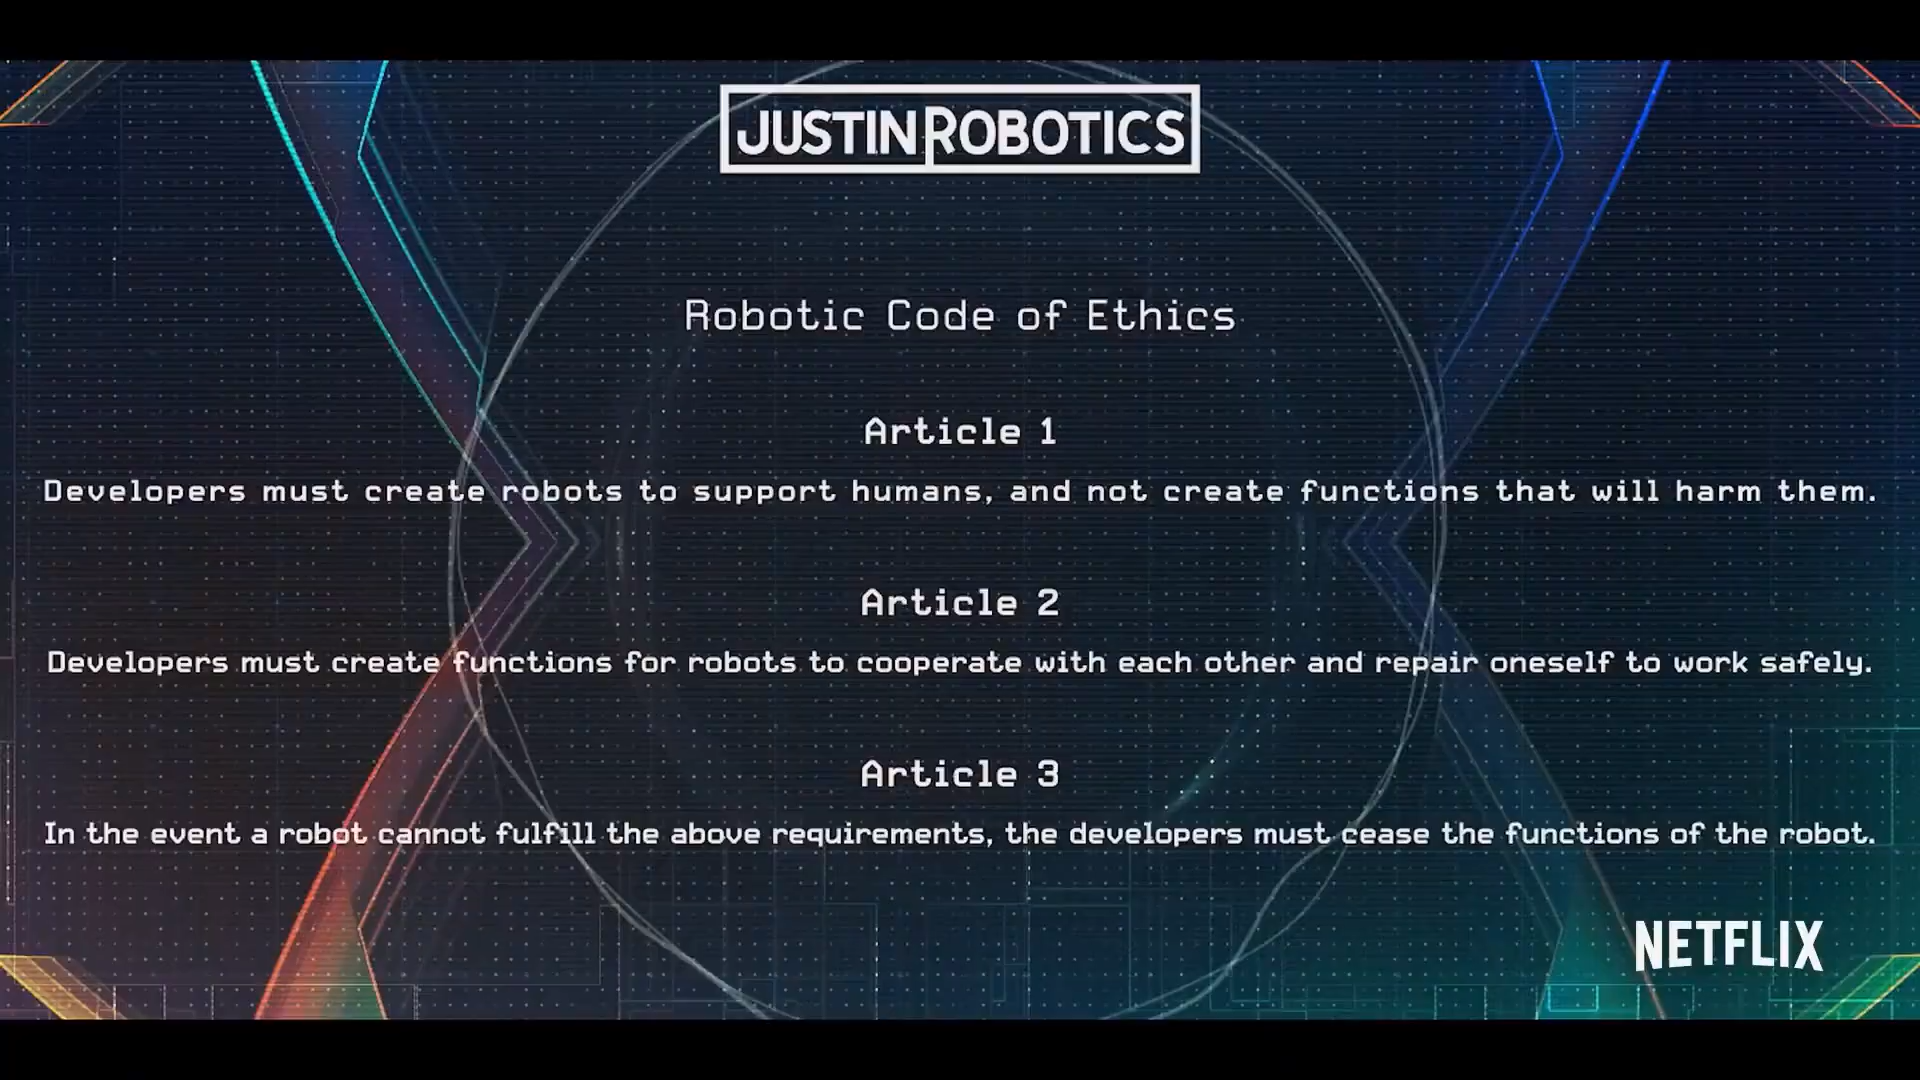 JUSTINROBOTICS
Robotic Code of Ethics
Article 1
Developers must create robots to support humans, and not create functions that will harm them.
Article 2
Developers must create functions for robots to cooperate with each other and repair oneself to work safely.
Article 3
In the event a robot cannot fulfill the above requirements, the developers must cease the functions of the robot.
NETFLIX